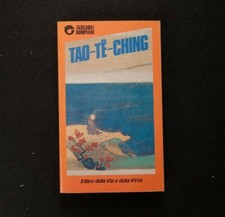 TASCABILI
BOMPIANI
TAO-TÊ-CHING
Il libro della Via e della Virtù